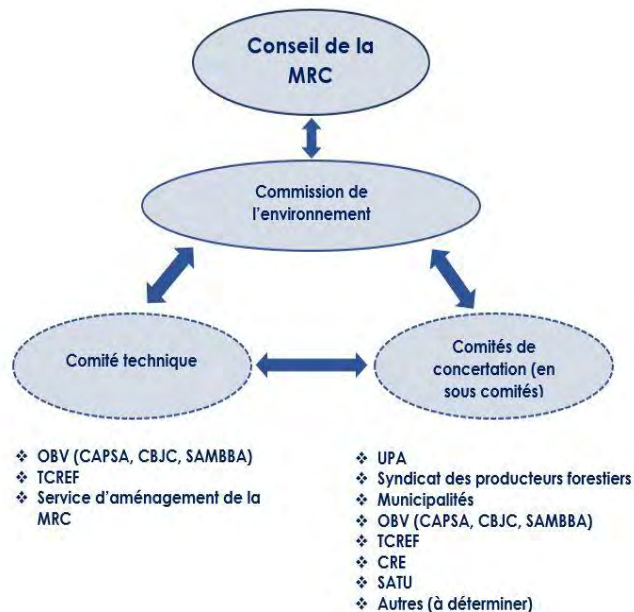 Conseil de la
MRC
Commission de
l'environnement
Comité technique
Comités de
concertation (en
sous comités)
❖ OBV (CAPSA, CBJC, SAMBBA)
❖ TCREF
❖ Service d'aménagement de la
MRC
❖ UPA
❖ Syndicat des producteurs forestiers
❖ Municipalités
❖ OBV (CAPSA, CBJC, SAMBBA)
❖ TCREF
❖ CRE
❖ SATU
❖ Autres (à déterminer)